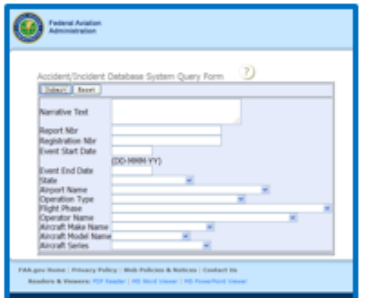 Federal Aviation
Administration
Accident/Incident Database System Query Form
?
Submit Reset
Narrative Text
Report Nbr
Registration Nbr
Event Start Date
(DD-MMM-YY)
Event End Date
State
Airport Name
Operation Type
Flight Phase
Operator Name
Aircraft Make Name
Aircraft Model Name
Aircraft Series
FAA.gov Home | Privacy Policy | Web Policies & Notices | Contact Us
Readers & Viewers: PDF Reader | MS Word Viewer | MS PowerPoint Viewer